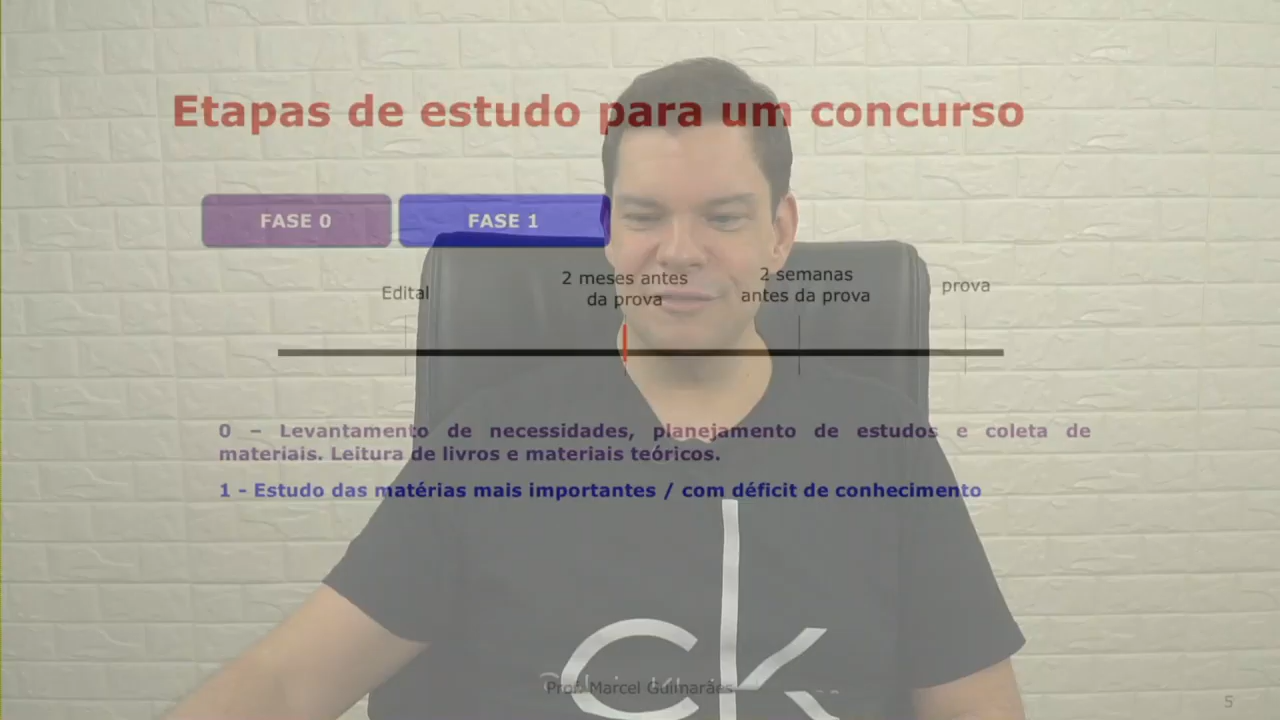 Etapas de estudo para um concurso
FASE 0
FASE 1
Edital
2 meses antes
da prova
2 semanas
antes da prova
prova
0 – Levantamento de necessidades, planejamento de estudos e coleta de
materiais. Leitura de livros e materiais teóricos.
1 - Estudo das matérias mais importantes / com déficit de conhecimento
ck
Prof. Marcel Guimarães
5